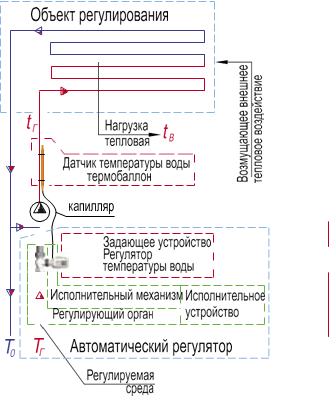 Объект регулирования
tг
Нагрузка
тепловая
tв
Возмущающее внешнее
тепловое воздействие
Датчик температуры воды
термобаллон
капилляр
Задающее устройство
Регулятор
температуры воды
Исполнительный механизм
Исполнительное
устройство
Регулирующий орган
T0
Tг
Автоматический регулятор
Регулируемая
среда